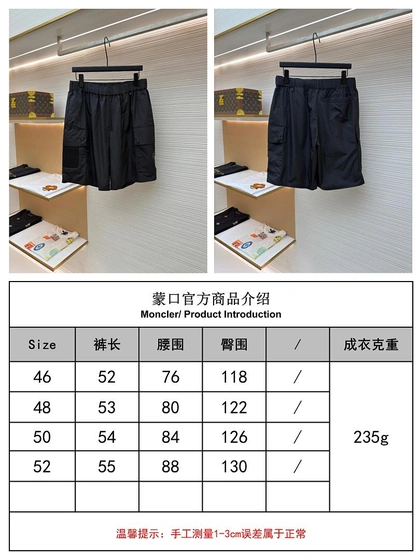 蒙口官方商品介绍
Moncler/ Product Introduction
Size 裤长 腰围 臀围 / 成衣克重
46 52 76 118 /
48 53 80 122 /
50 54 84 126 /
52 55 88 130 /
235g
温馨提示：手工测量1-3cm误差属于正常